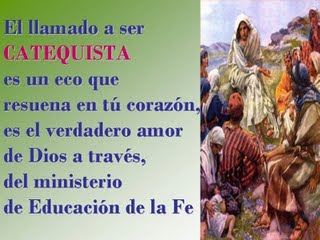 El llamado a ser
CATEQUISTA
es un eco que
resuena en tú corazón,
es el verdadero amor
de Dios a través,
del ministerio
de Educación de la Fe